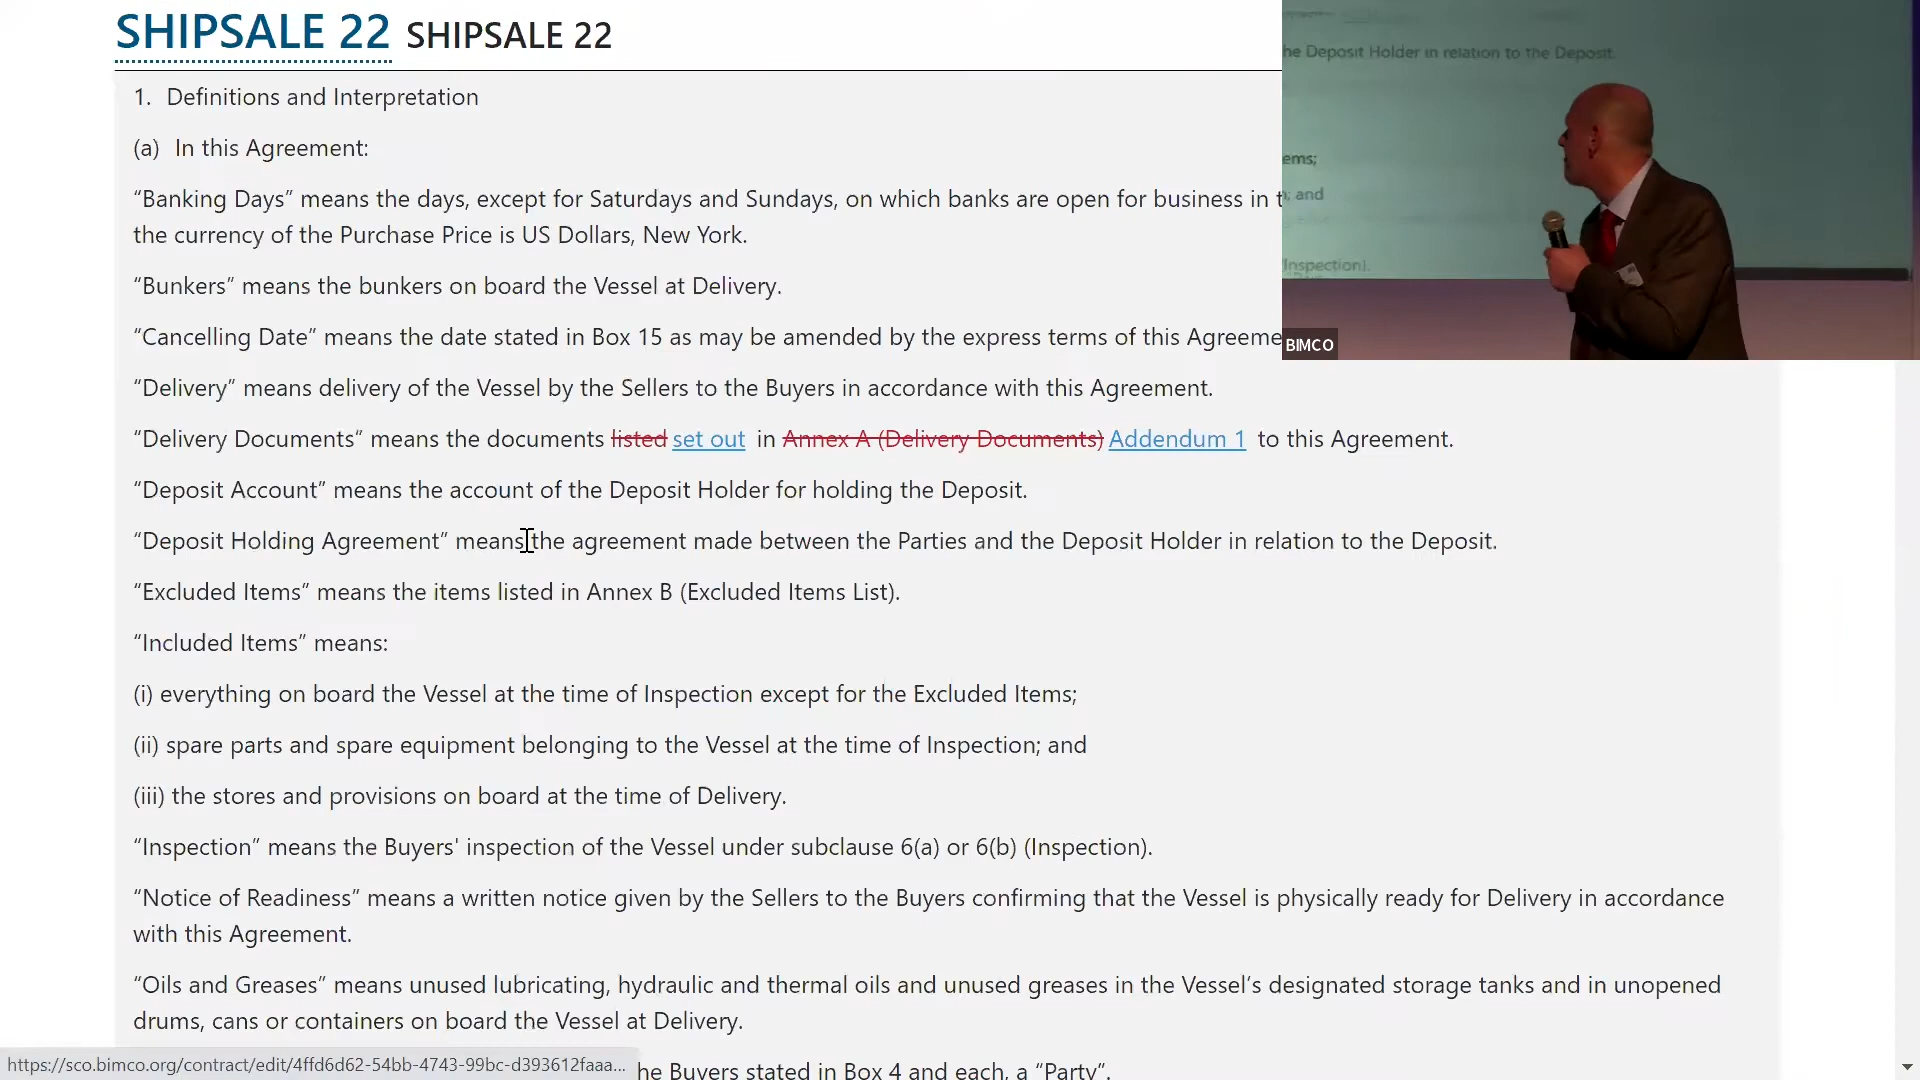 SHIPSALE 22 SHIPSALE 22
he Deposit Holder in relation to the Deposit.
1. Definitions and Interpretation
(a) In this Agreement:
ems;
“Banking Days” means the days, except for Saturdays and Sundays, on which banks are open for business in t
; and
the currency of the Purchase Price is US Dollars, New York.
Inspection).
“Bunkers” means the bunkers on board the Vessel at Delivery.
“Cancelling Date” means the date stated in Box 15 as may be amended by the express terms of this Agreeme
BIMCO
“Delivery” means delivery of the Vessel by the Sellers to the Buyers in accordance with this Agreement.
“Delivery Documents” means the documents listed set out in Annex A (Delivery Documents) Addendum 1 to this Agreement.
“Deposit Account” means the account of the Deposit Holder for holding the Deposit.
“Deposit Holding Agreement” means the agreement made between the Parties and the Deposit Holder in relation to the Deposit.
“Excluded Items” means the items listed in Annex B (Excluded Items List).
“Included Items” means:
(i) everything on board the Vessel at the time of Inspection except for the Excluded Items;
(ii) spare parts and spare equipment belonging to the Vessel at the time of Inspection; and
(iii) the stores and provisions on board at the time of Delivery.
“Inspection” means the Buyers' inspection of the Vessel under subclause 6(a) or 6(b) (Inspection).
“Notice of Readiness” means a written notice given by the Sellers to the Buyers confirming that the Vessel is physically ready for Delivery in accordance
with this Agreement.
“Oils and Greases” means unused lubricating, hydraulic and thermal oils and unused greases in the Vessel’s designated storage tanks and in unopened
drums, cans or containers on board the Vessel at Delivery.
https://sco.bimco.org/contract/edit/4ffd6d62-54bb-4743-99bc-d393612faaa...
he Buyers stated in Box 4 and each, a “Party”.